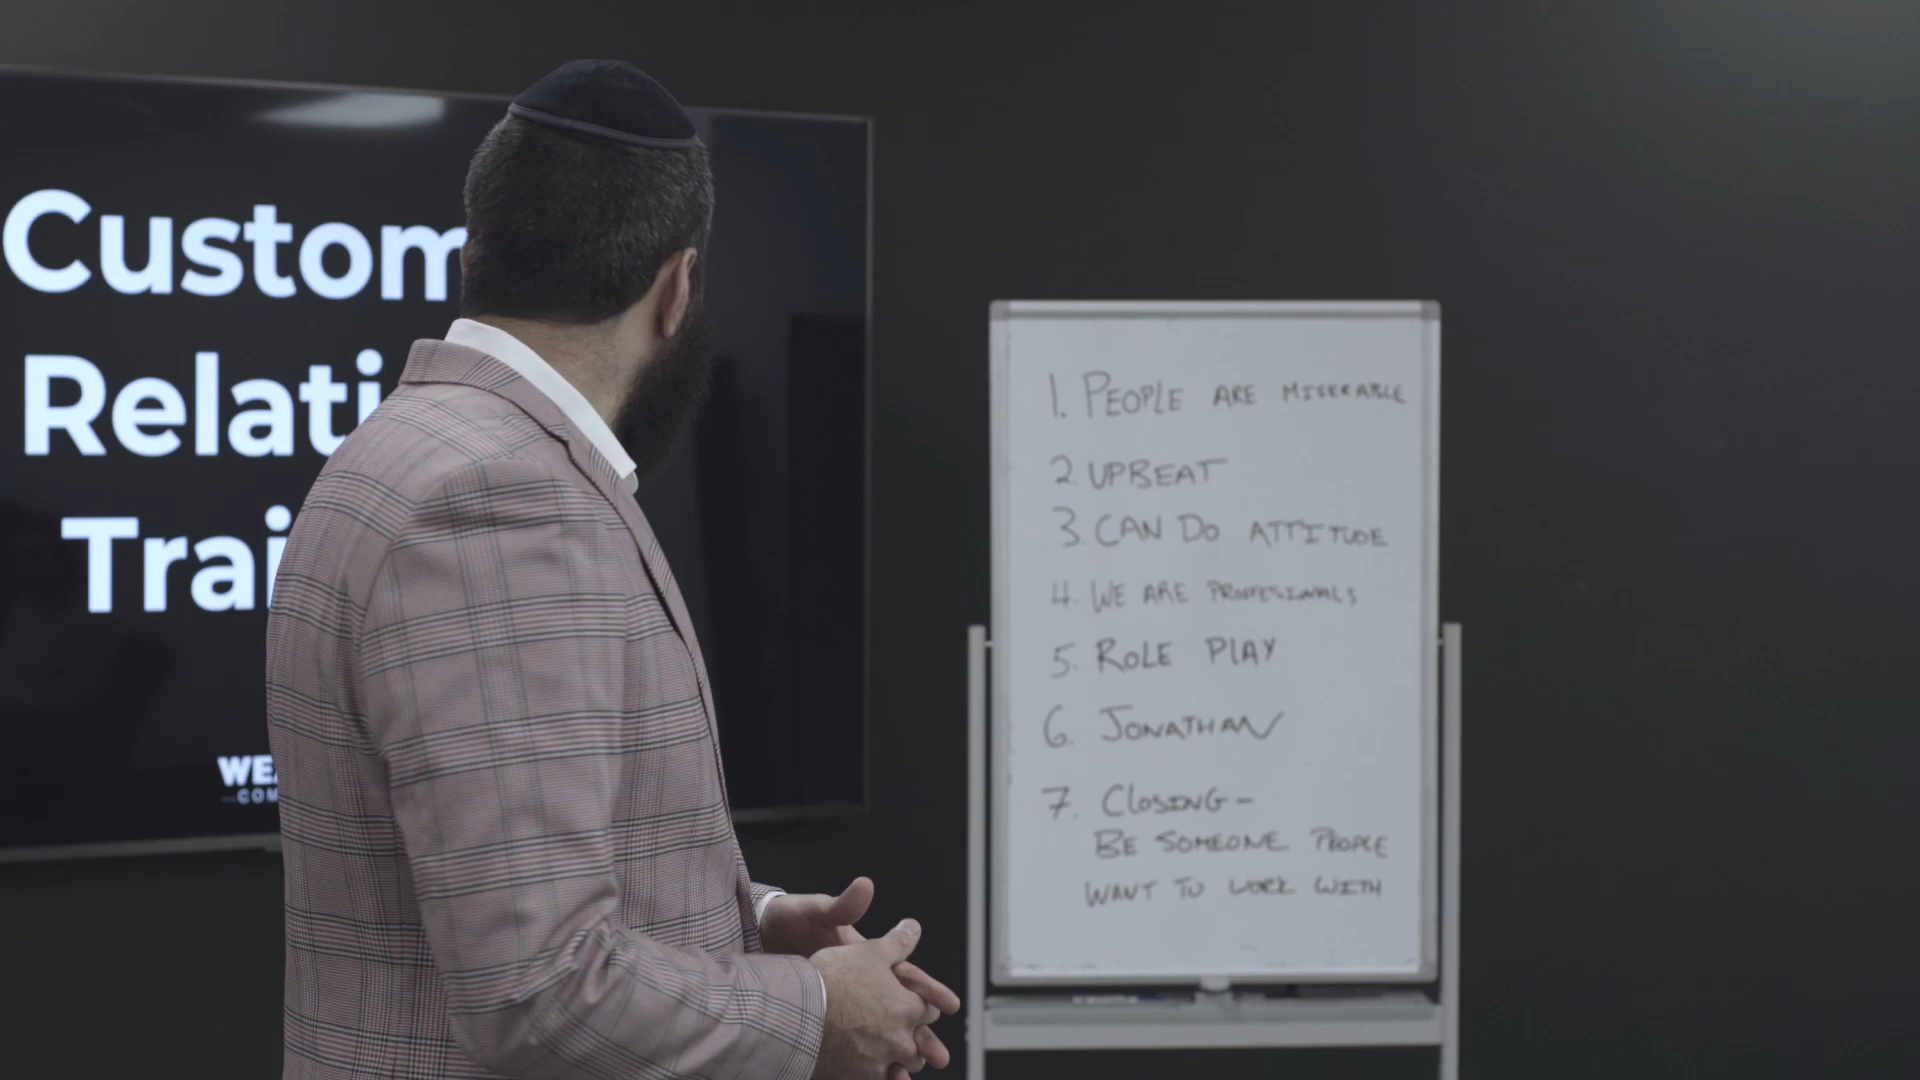 Custom
Relati
Trai
WEA
COM
1. PEOPLE ARE MISERABLE
2. UPBEAT
3. CAN DO ATTITUDE
4. WE ARE PROFESIONALS
5. ROLE PLAY
6. JONATHAN
7. CLOSING-
BE SOMEONE PEOPLE
WANT TO WORK WITH